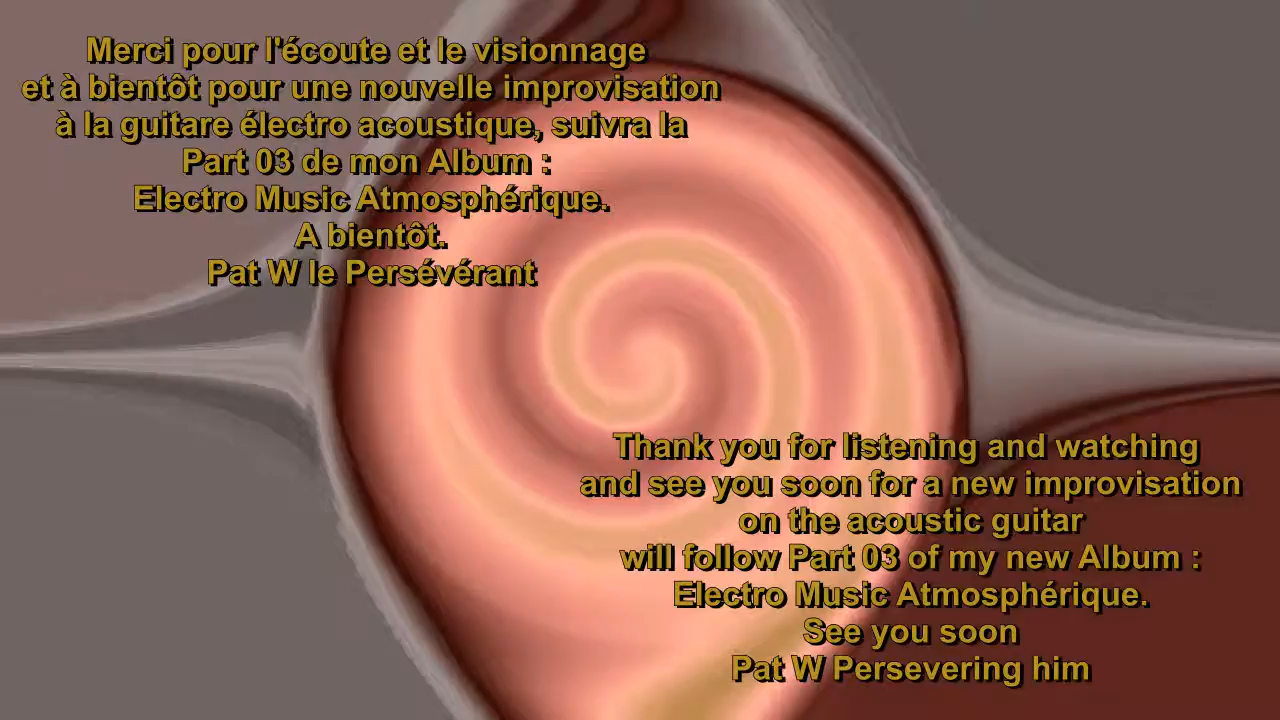 Merci pour l'écoute et le visionnage
et à bientôt pour une nouvelle improvisation
à la guitare électro acoustique, suivra la
Part 03 de mon Album :
Electro Music Atmosphérique.
A bientôt.
Pat W le Persévérant
Thank you for listening and watching
and see you soon for a new improvisation
on the acoustic guitar
will follow Part 03 of my new Album :
Electro Music Atmosphérique.
See you soon
Pat W Persevering him